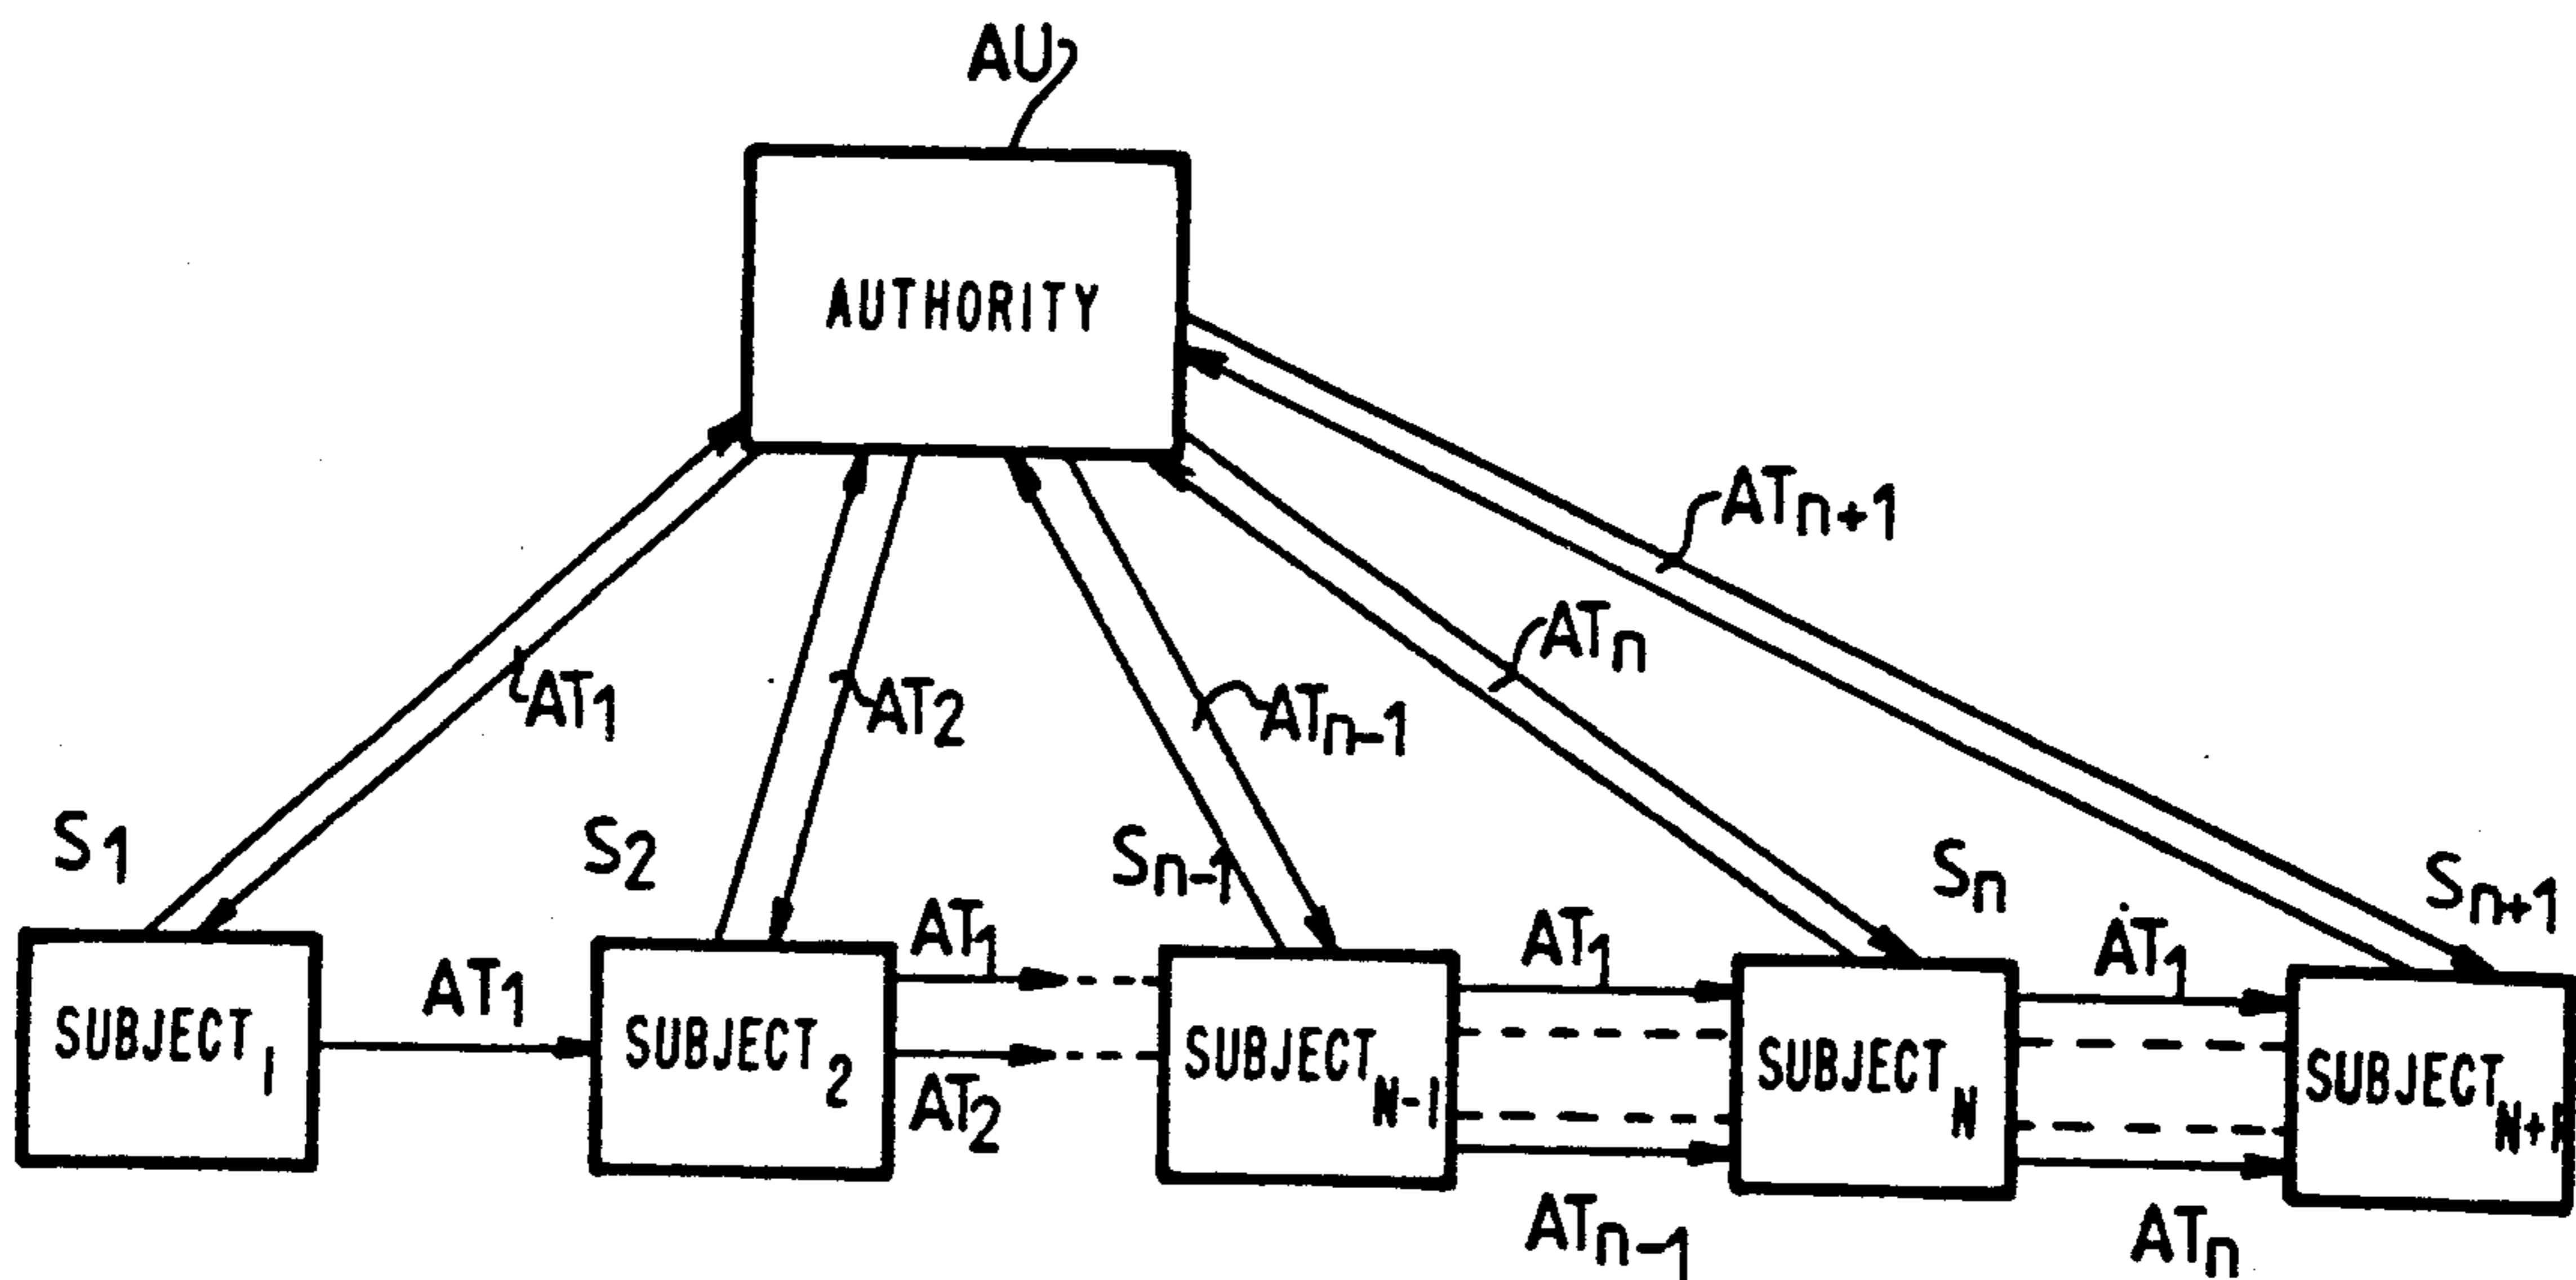 AU
AUTHORITY
ATn+1
ATn
AT1
AT2
ATn-1
S1
S2
Sn-1
Sn
Sn+1
AT1
AT1
AT1
AT1
SUBJECT1
SUBJECT2
SUBJECTN-1
SUBJECTN
AT2
ATn-1
ATn